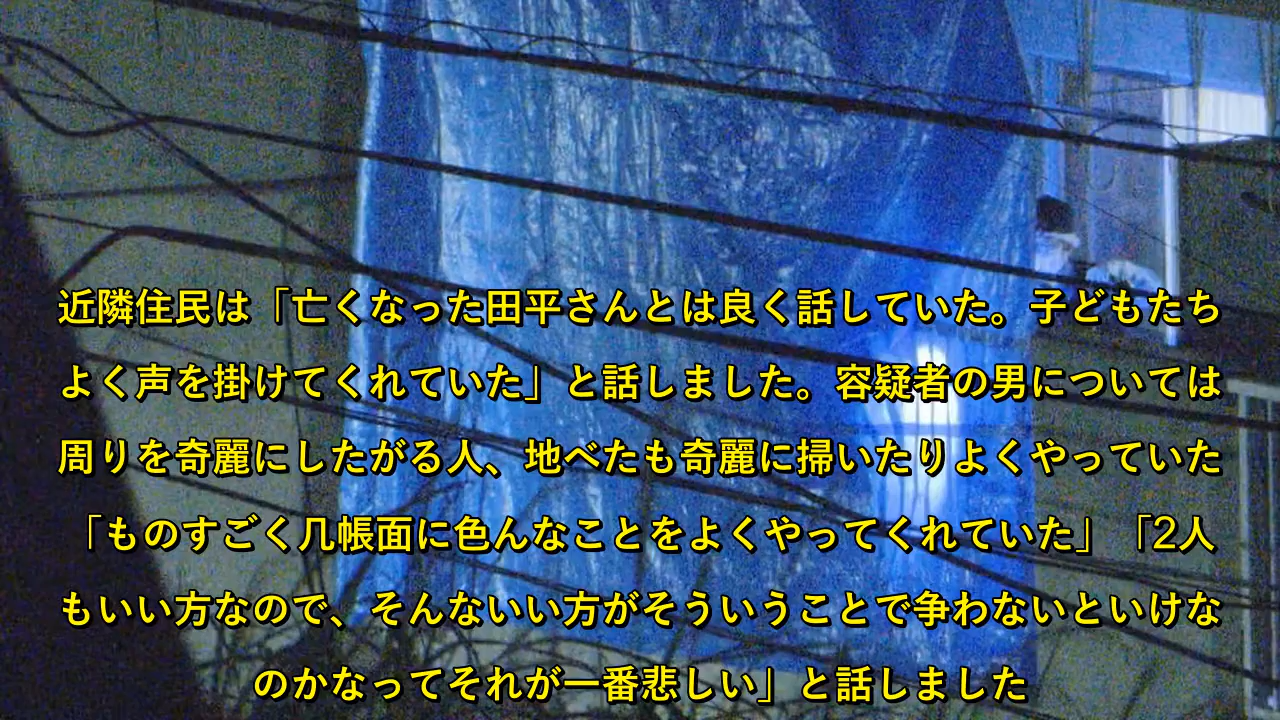 近隣住民は「亡くなった田平さんとは良く話していた。子どもたち
よく声を掛けてくれていた」と話しました。容疑者の男については
周りを奇麗にしたがる人、地べたも奇麗に掃いたりよくやっていた
「ものすごく几帳面に色んなことをよくやってくれていた」「2人
もいい方なので、そんないい方がそういうことで争わないといけな
のかなってそれが一番悲しい」と話しました